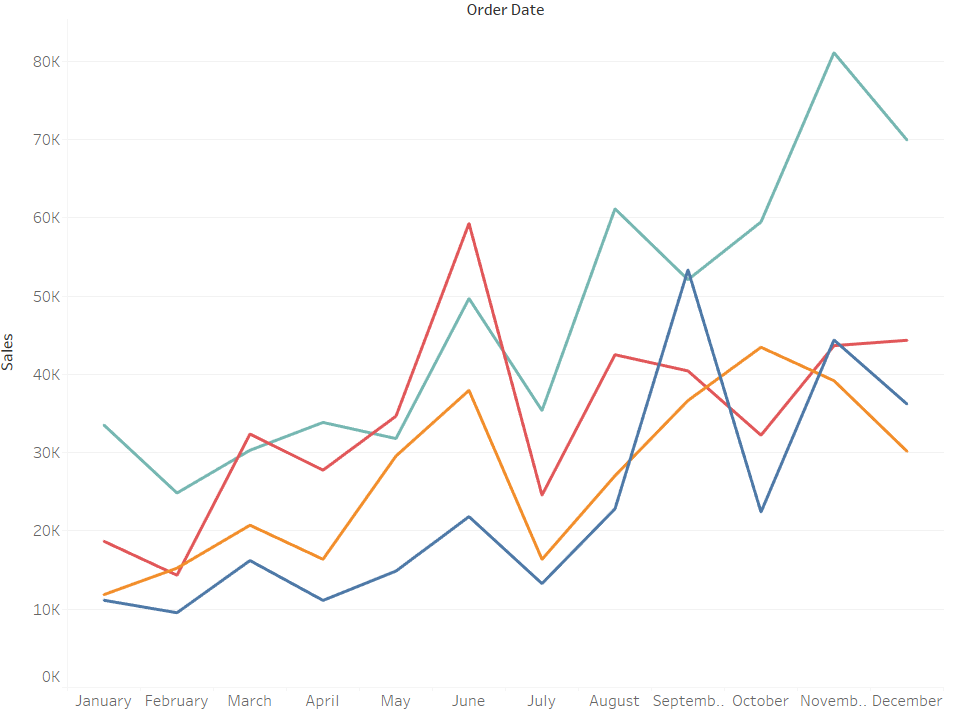 Order Date
Sales
80K
70K
60K
50K
40K
30K
20K
10K
0K
January February March April May June July August Septemb.. October Novemb.. December